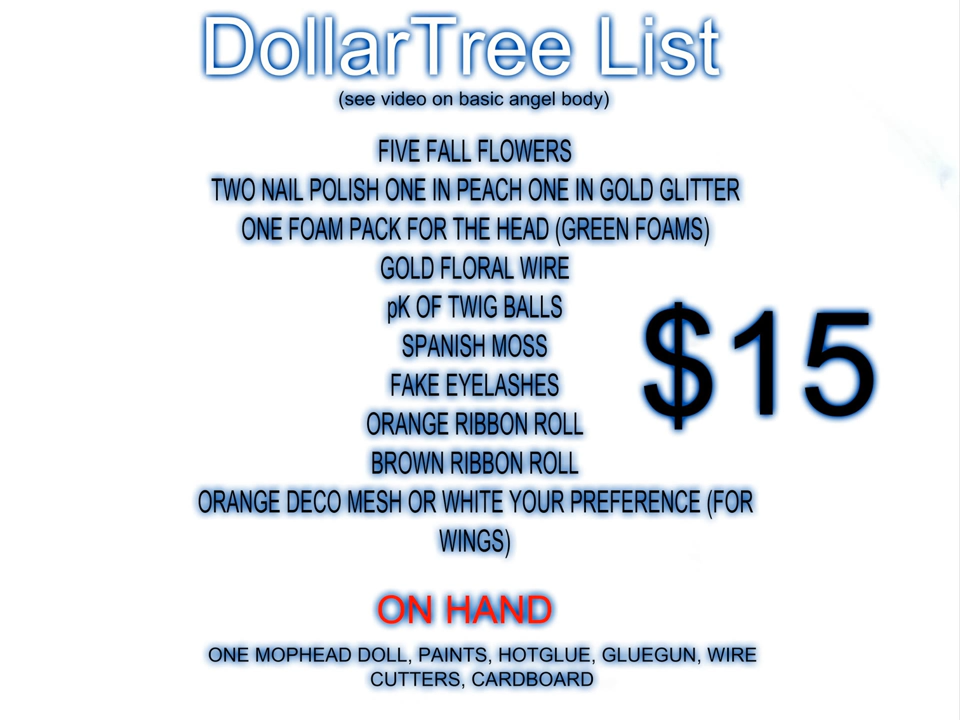 DollarTree List
(see video on basic angel body)
FIVE FALL FLOWERS
TWO NAIL POLISH ONE IN PEACH ONE IN GOLD GLITTER
ONE FOAM PACK FOR THE HEAD (GREEN FOAMS)
GOLD FLORAL WIRE
pK OF TWIG BALLS
SPANISH MOSS
FAKE EYELASHES
ORANGE RIBBON ROLL
BROWN RIBBON ROLL
ORANGE DECO MESH OR WHITE YOUR PREFERENCE (FOR
WINGS)
$15
ON HAND
ONE MOPHEAD DOLL, PAINTS, HOTGLUE, GLUEGUN, WIRE
CUTTERS, CARDBOARD